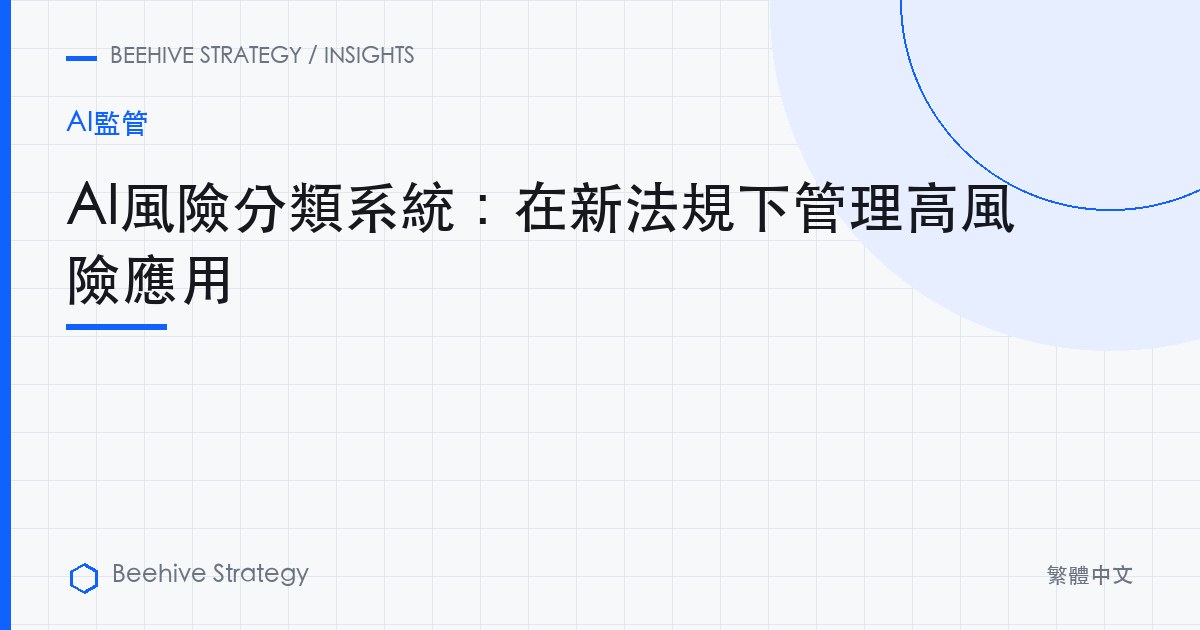 BEEHIVE STRATEGY / INSIGHTS
AI監管
AI風險分類系統：在新法規下管理高風
險應用
Beehive Strategy
繁體中文